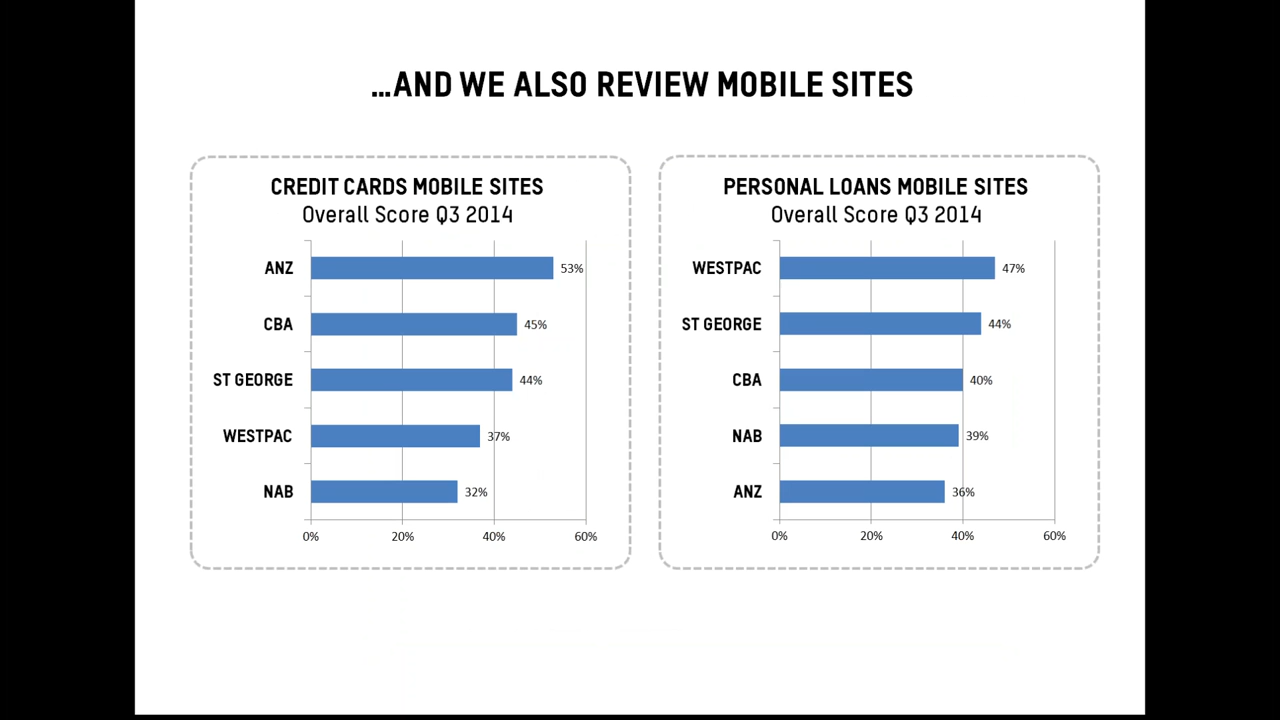 ...AND WE ALSO REVIEW MOBILE SITES
CREDIT CARDS MOBILE SITES
Overall Score Q3 2014
ANZ 53%
CBA 45%
ST GEORGE 44%
WESTPAC 37%
NAB 32%
0% 20% 40% 60%
PERSONAL LOANS MOBILE SITES
Overall Score Q3 2014
WESTPAC 47%
ST GEORGE 44%
CBA 40%
NAB 39%
ANZ 36%
0% 20% 40% 60%